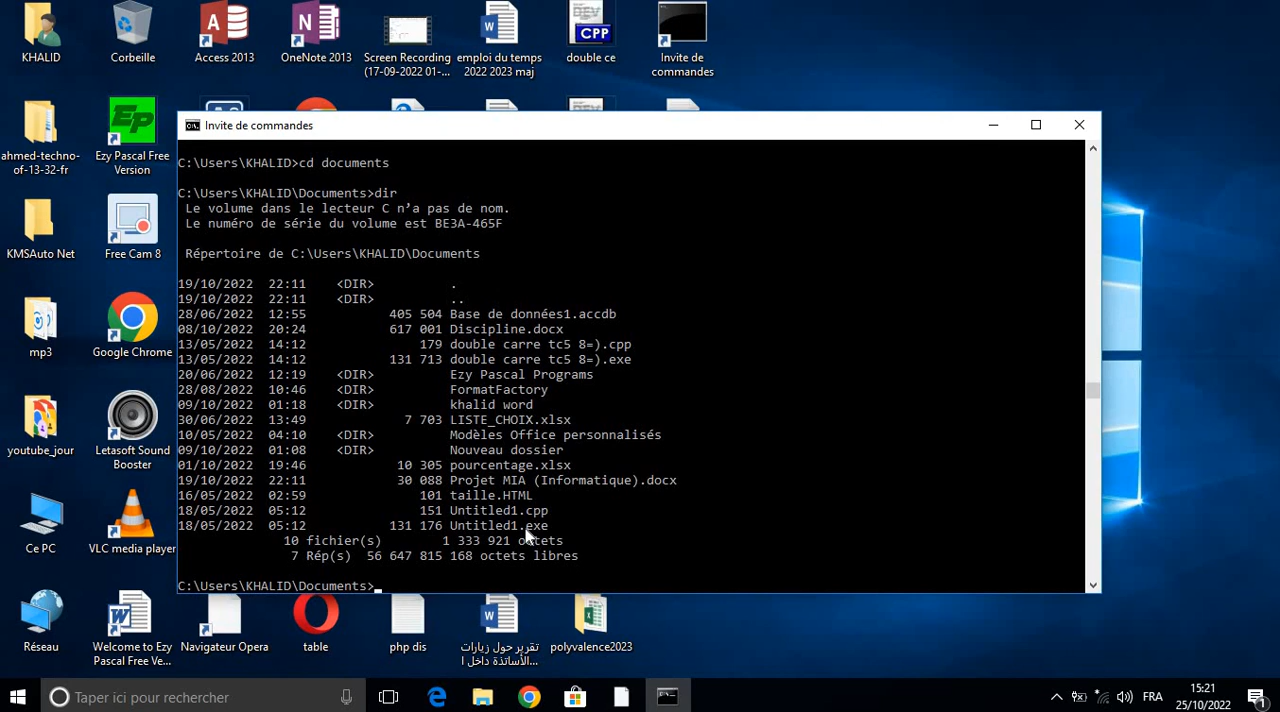 KHALID
Corbeille
Access 2013
OneNote 2013
Screen Recording
(17-09-2022 01-...
emploi du temps
2022 2023 maj
DEV
CPP
double ce
Invite de
commandes
ahmed-techno-
of-13-32-fr
Ep
Ezy Pascal Free
Version
KMSAuto Net
Free Cam 8
mp3
Google Chrome
youtube_jour
Letasoft Sound
Booster
Ce PC
VLC media player
Réseau
Welcome to Ezy
Pascal Free Ve...
Navigateur Opera
table
php dis
تقرير حول زيارات
الأساتذة داخل ا...
polyvalence2023
Invite de commandes
C:\Users\KHALID>cd documents
C:\Users\KHALID\Documents>dir
Le volume dans le lecteur C n’a pas de nom.
Le numéro de série du volume est BE3A-465F
Répertoire de C:\Users\KHALID\Documents
19/10/2022 22:11 <DIR> .
19/10/2022 22:11 <DIR> ..
28/06/2022 12:55 405 504 Base de données1.accdb
08/10/2022 20:24 617 001 Discipline.docx
13/05/2022 14:12 179 double carre tc5 8=).cpp
13/05/2022 14:12 131 713 double carre tc5 8=).exe
20/06/2022 12:19 <DIR> Ezy Pascal Programs
28/08/2022 10:46 <DIR> FormatFactory
09/10/2022 01:18 <DIR> khalid word
30/06/2022 13:49 7 703 LISTE_CHOIX.xlsx
10/05/2022 04:10 <DIR> Modèles Office personnalisés
09/10/2022 01:08 <DIR> Nouveau dossier
01/10/2022 19:46 10 305 pourcentage.xlsx
19/10/2022 22:11 30 088 Projet MIA (Informatique).docx
16/05/2022 02:59 101 taille.HTML
18/05/2022 05:12 151 Untitled1.cpp
18/05/2022 05:12 131 176 Untitled1.exe
10 fichier(s) 1 333 921 octets
7 Rép(s) 56 647 815 168 octets libres
C:\Users\KHALID\Documents>
Taper ici pour rechercher
FRA
15:21
25/10/2022
1